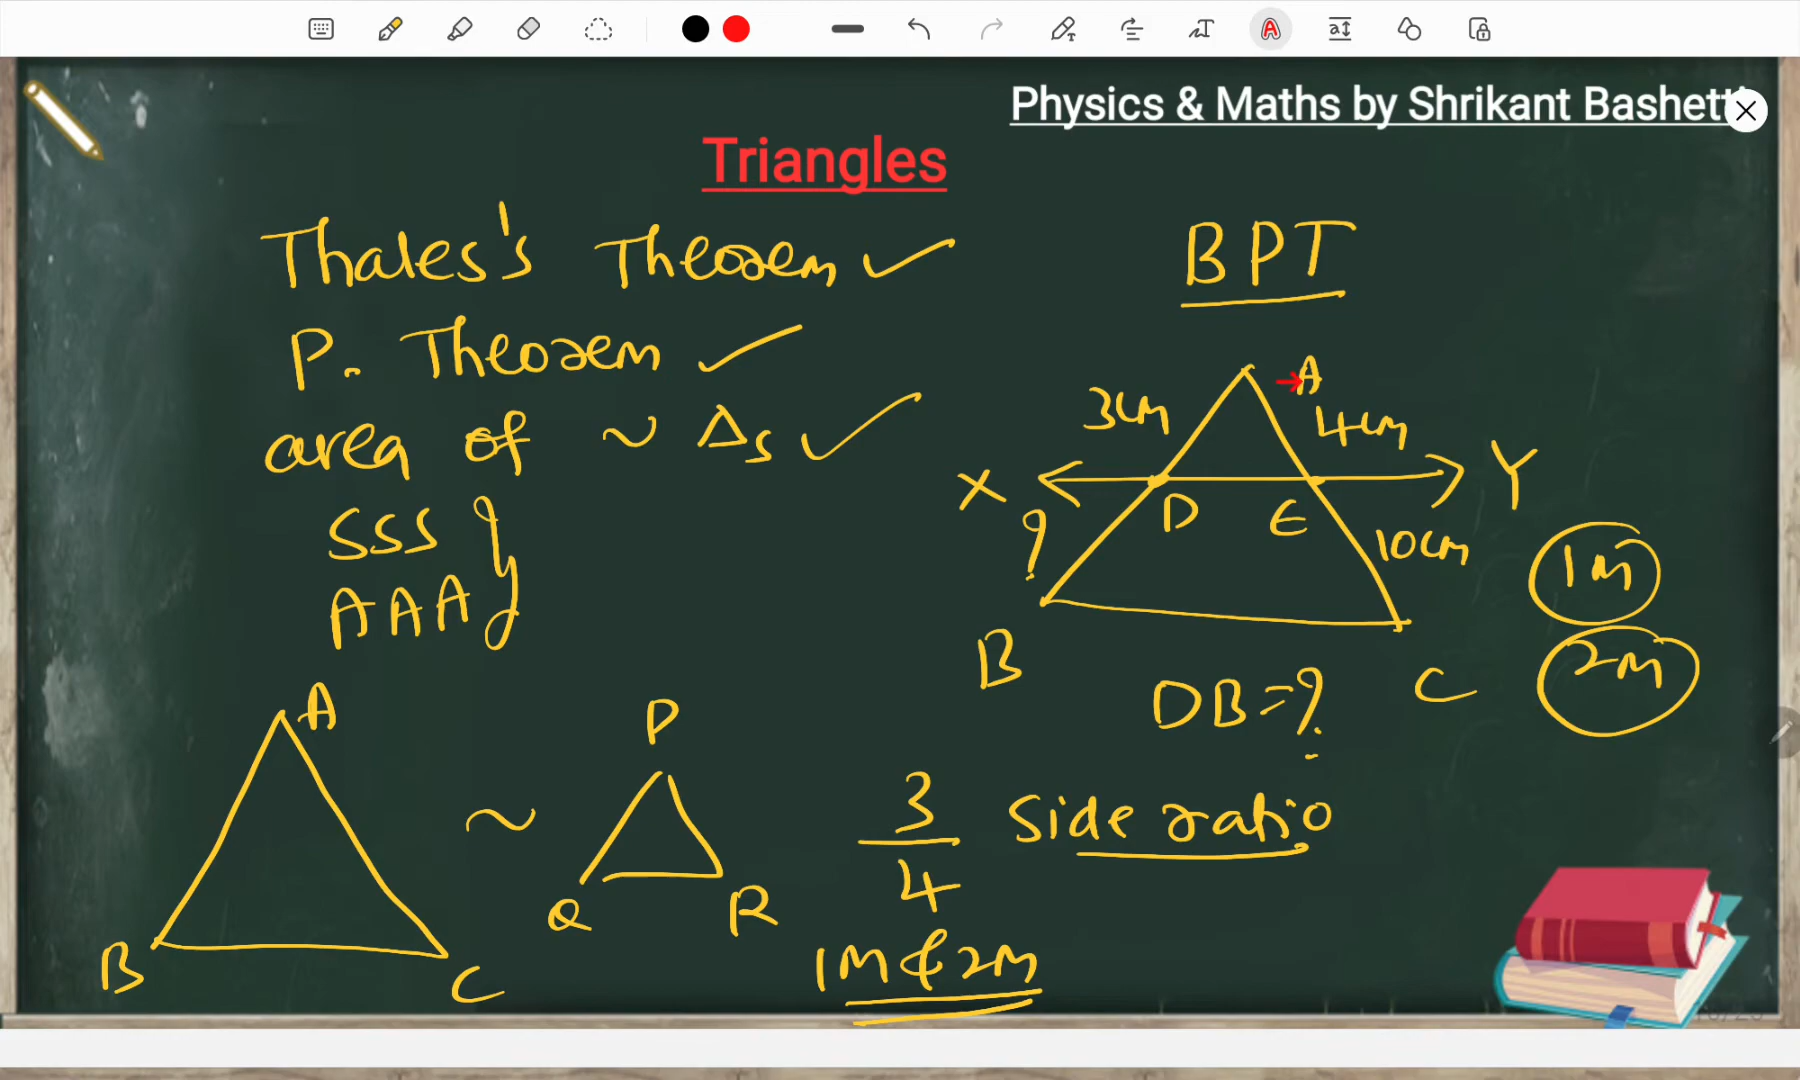 Physics & Maths by Shrikant Bashett
Triangles
Thales's Theorem ✓
P. Theorem ✓
area of ~ Δs ✓
SSS }
AAA
BPT
A
3cm
4cm
X
Y
D
E
?
10cm
B
C
DB=?
1M
2M
A
B
C
~
P
Q
R
3
4
Side ratio
1M & 2M